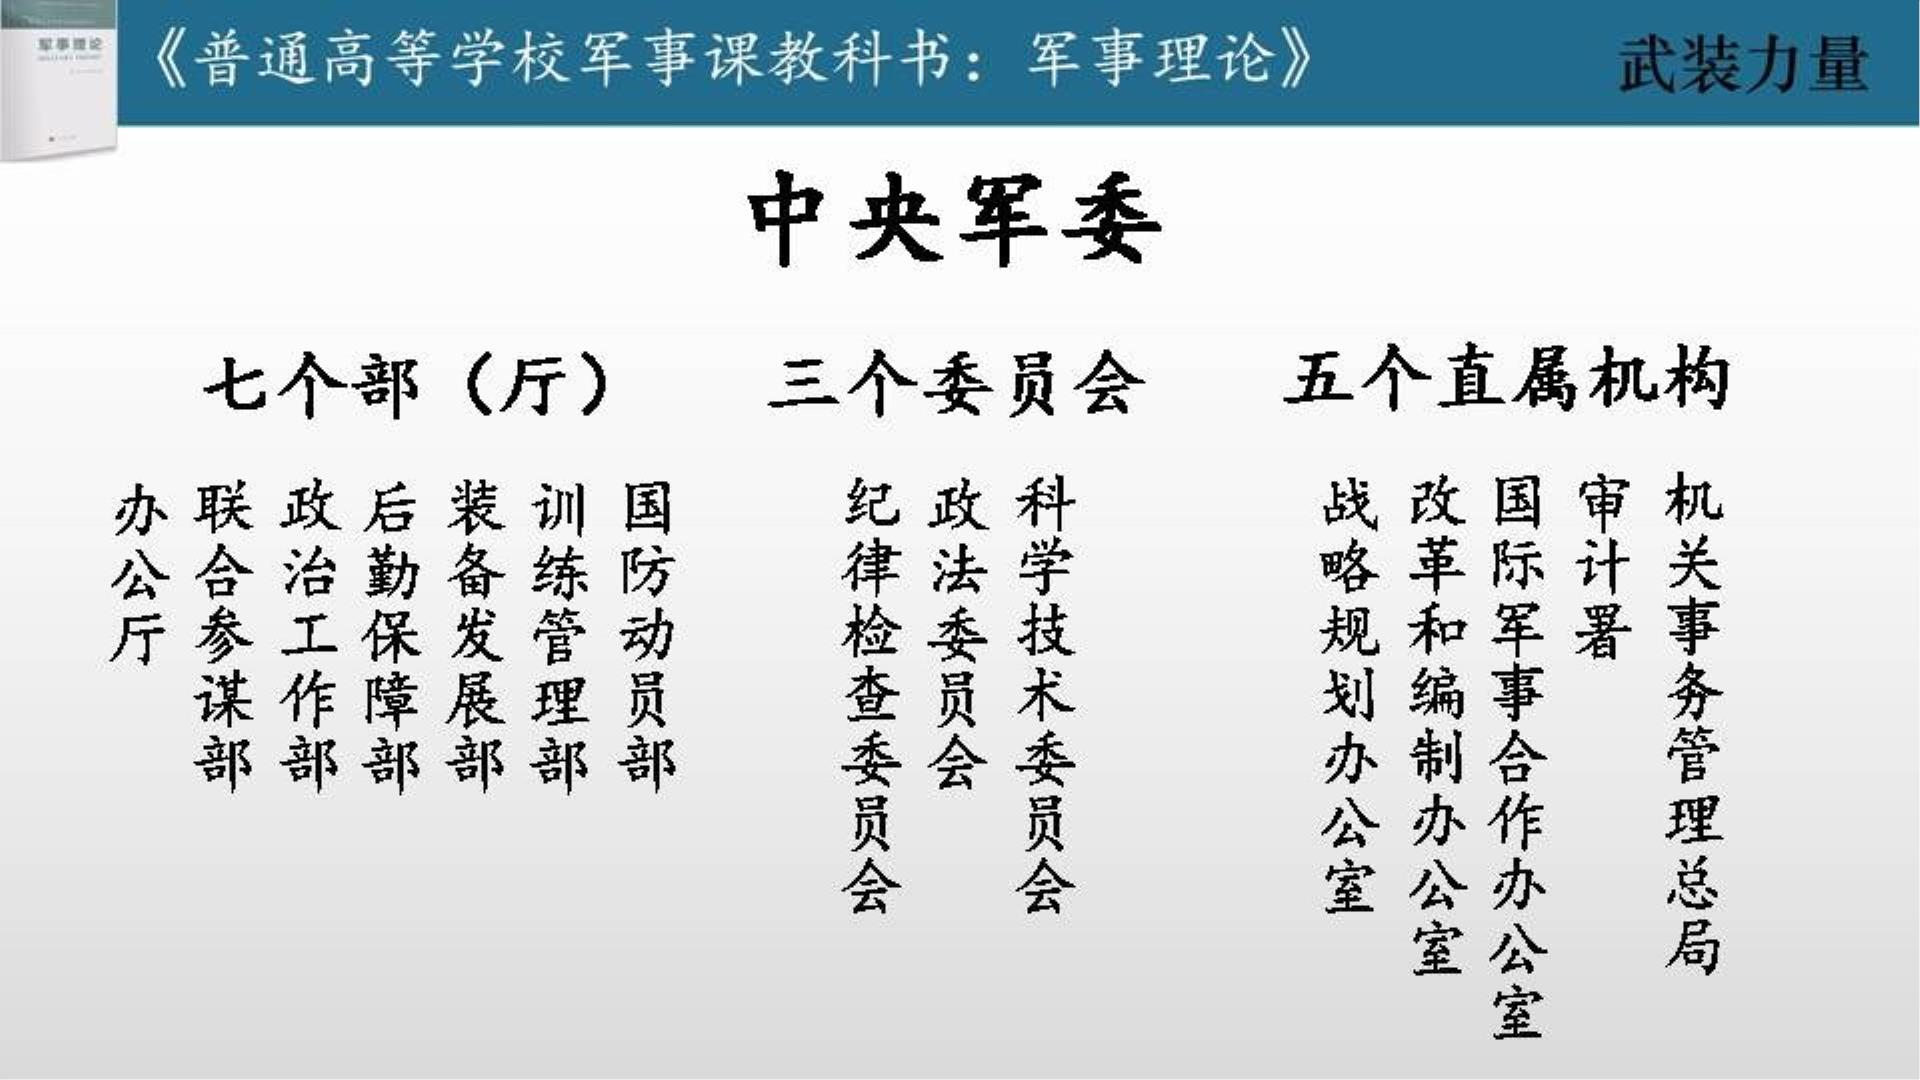 军事理论
《普通高等学校军事课教科书：军事理论》
武装力量
中央军委
七个部（厅）
办公厅
联合参谋部
政治工作部
后勤保障部
装备发展部
训练管理部
国防动员部
三个委员会
纪律检查委员会
政法委员会
科学技术委员会
五个直属机构
战略规划办公室
改革和编制办公室
国际军事合作办公室
审计署
机关事务管理总局